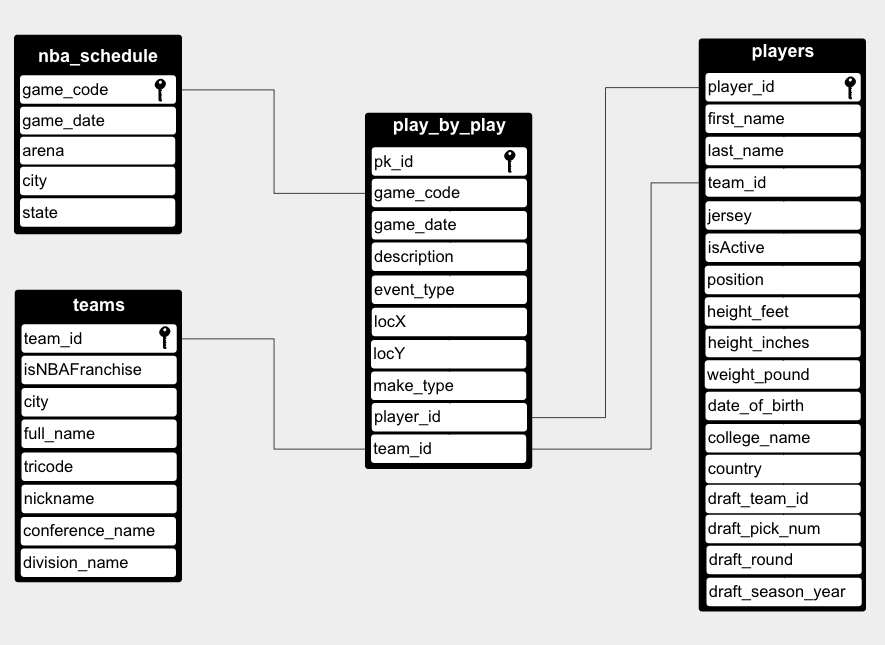 nba_schedule
game_code
game_date
arena
city
state
teams
team_id
isNBAFranchise
city
full_name
tricode
nickname
conference_name
division_name
play_by_play
pk_id
game_code
game_date
description
event_type
locX
locY
make_type
player_id
team_id
players
player_id
first_name
last_name
team_id
jersey
isActive
position
height_feet
height_inches
weight_pound
date_of_birth
college_name
country
draft_team_id
draft_pick_num
draft_round
draft_season_year